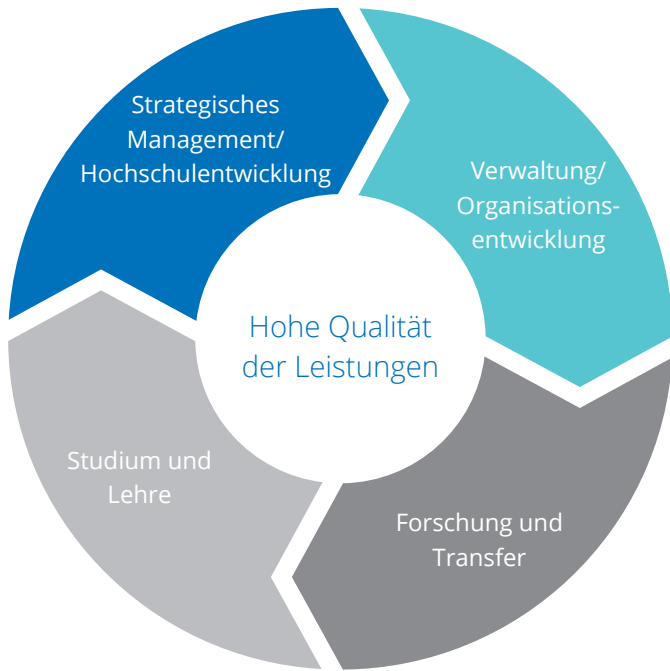 Strategisches
Management/
Hochschulentwicklung
Verwaltung/
Organisations-
entwicklung
Hohe Qualität
der Leistungen
Studium und
Lehre
Forschung und
Transfer